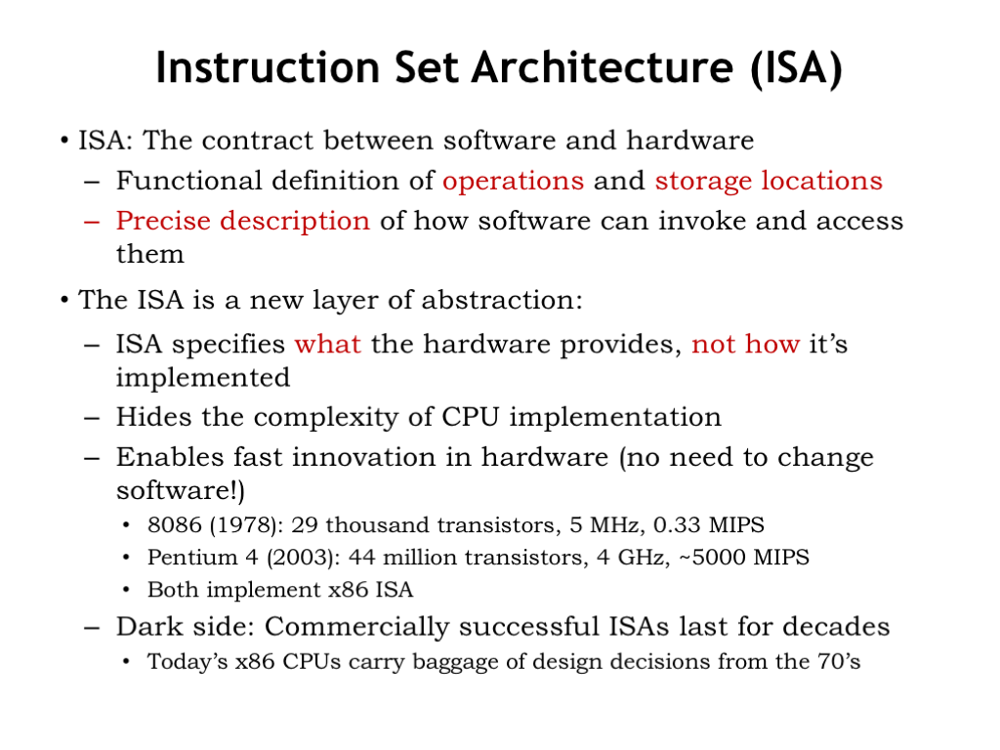 Instruction Set Architecture (ISA)
• ISA: The contract between software and hardware
– Functional definition of operations and storage locations
– Precise description of how software can invoke and access
them
• The ISA is a new layer of abstraction:
– ISA specifies what the hardware provides, not how it’s
implemented
– Hides the complexity of CPU implementation
– Enables fast innovation in hardware (no need to change
software!)
• 8086 (1978): 29 thousand transistors, 5 MHz, 0.33 MIPS
• Pentium 4 (2003): 44 million transistors, 4 GHz, ~5000 MIPS
• Both implement x86 ISA
– Dark side: Commercially successful ISAs last for decades
• Today’s x86 CPUs carry baggage of design decisions from the 70’s